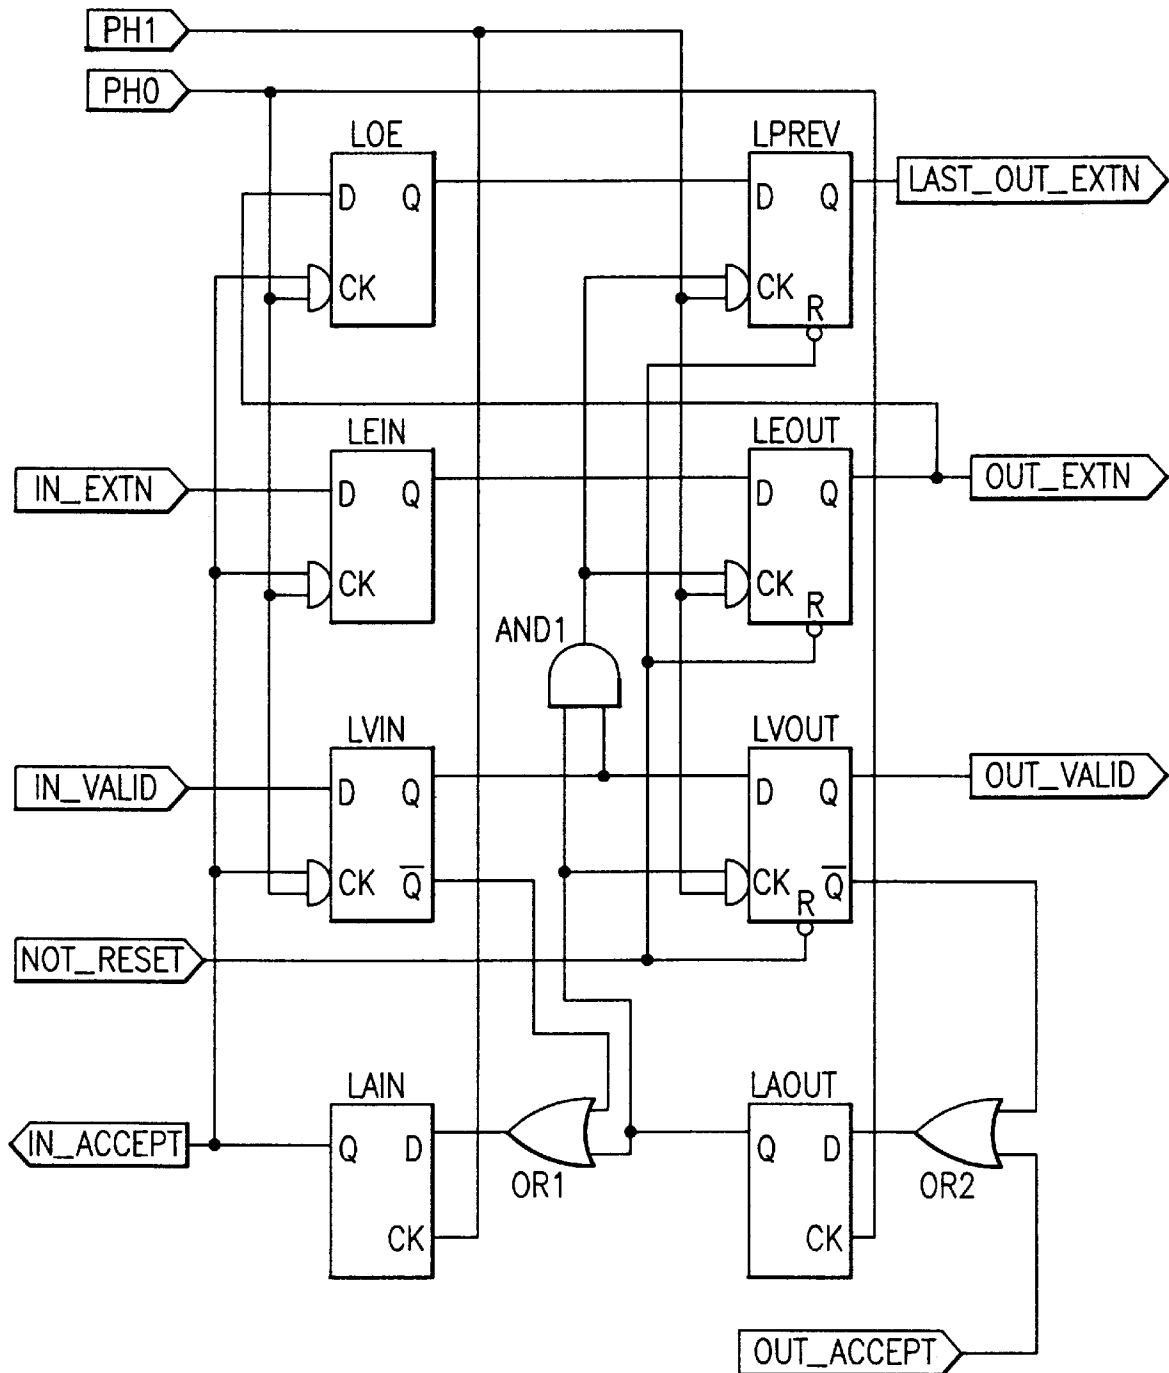 PH1
PH0
LOE
LPREV
D Q
D Q
LAST_OUT_EXTN
CK
CK
R
LEIN
LEOUT
IN_EXTN
D Q
D Q
OUT_EXTN
CK
CK
R
AND1
LVIN
LVOUT
IN_VALID
D Q
D Q
OUT_VALID
CK Q̅
CK Q̅
R
NOT_RESET
LAIN
LAOUT
IN_ACCEPT
Q D
Q D
OR1
OR2
CK
CK
OUT_ACCEPT